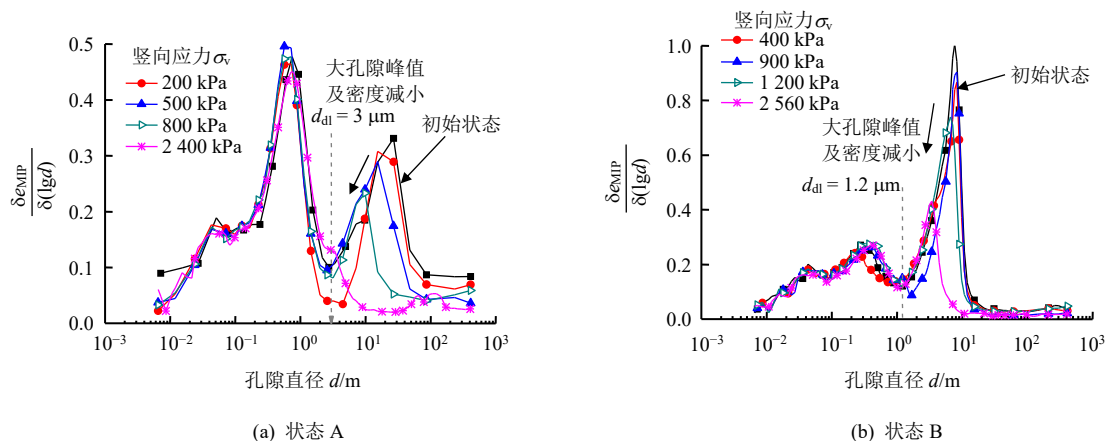 竖向应力σv
200 kPa
500 kPa
800 kPa
2 400 kPa
大孔隙峰值
及密度减小
ddl = 3 μm
初始状态
0.5
0.4
0.3
0.2
0.1
0.0
δeMIP
δ(lgd)
10−3 10−2 10−1 100 101 102 103
孔隙直径 d/m
(a) 状态 A
竖向应力σv
400 kPa
900 kPa
1 200 kPa
2 560 kPa
初始状态
大孔隙峰值
及密度减小
ddl = 1.2 μm
1.0
0.8
0.6
0.4
0.2
0.0
δeMIP
δ(lgd)
10−3 10−2 10−1 100 101 102 103
孔隙直径 d/m
(b) 状态 B